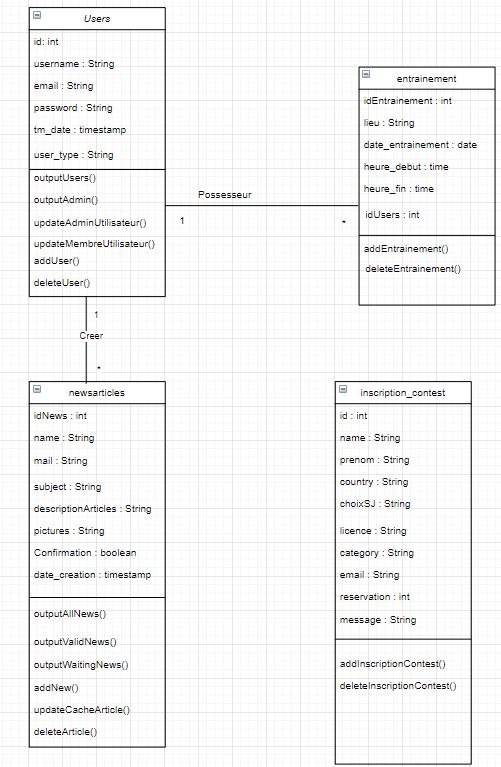 Users
id: int
username : String
email : String
password : String
tm_date : timestamp
user_type : String
outputUsers()
outputAdmin()
updateAdminUtilisateur()
updateMembreUtilisateur()
addUser()
deleteUser()
Possesseur
1
*
entrainement
idEntrainement : int
lieu : String
date_entrainement : date
heure_debut : time
heure_fin : time
idUsers : int
addEntrainement()
deleteEntrainement()
1
Creer
*
newsarticles
idNews : int
name : String
mail : String
subject : String
descriptionArticles : String
pictures : String
Confirmation : boolean
date_creation : timestamp
outputAllNews()
outputValidNews()
outputWaitingNews()
addNew()
updateCacheArticle()
deleteArticle()
inscription_contest
id : int
name : String
prenom : String
country : String
choixSJ : String
licence : String
category : String
email : String
reservation : int
message : String
addInscriptionContest()
deleteInscriptionContest()